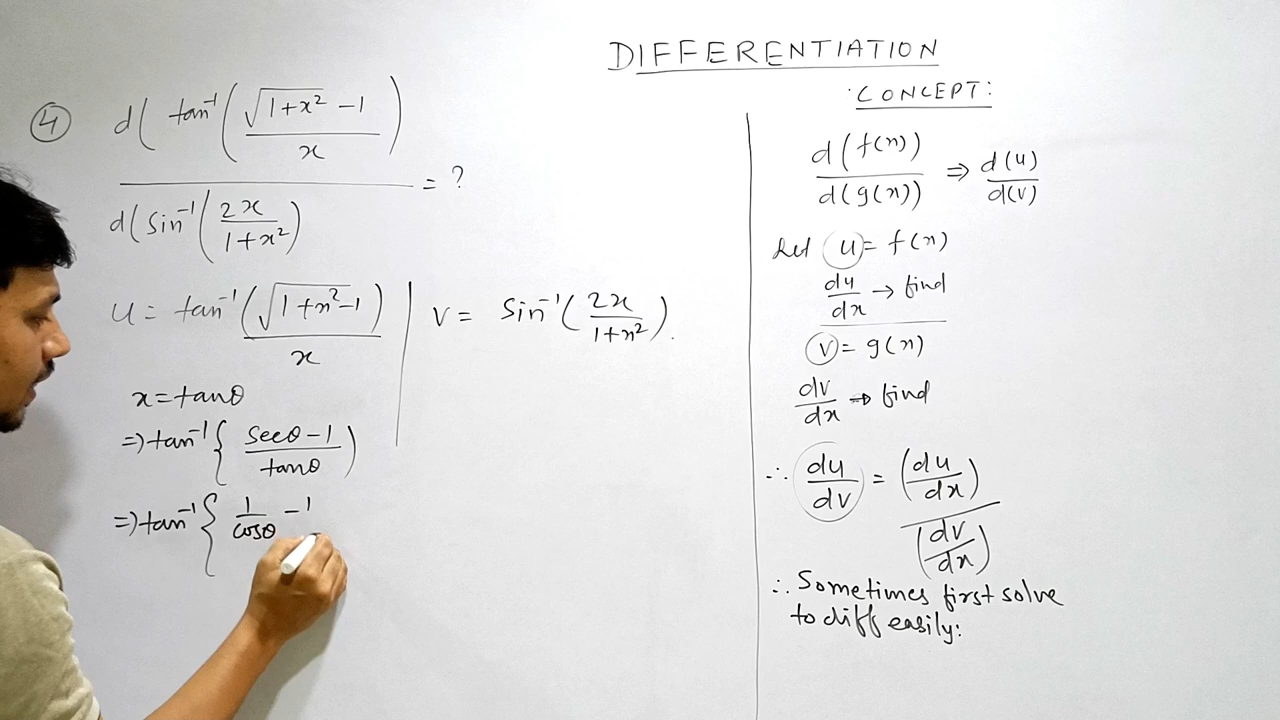 DIFFERENTIATION
④ d( tan⁻¹( (√(1+x²) -1)/x ) ) / d(sin⁻¹( 2x/(1+x²) ) = ?
u = tan⁻¹( (√(1+x²-1)/x | v = sin⁻¹( 2x/(1+x²) ).
x = tanθ
⇒ tan⁻¹{ (secθ - 1)/tanθ )
⇒ tan⁻¹{ 1/cosθ - 1
CONCEPT:
d(f(x))/d(g(x)) ⇒ d(u)/d(v)
Let u = f(x)
du/dx → find
v = g(x)
dv/dx → find
∴ du/dv = (du/dx)/(dv/dx)
∴ Sometimes first solve
to diff easily: